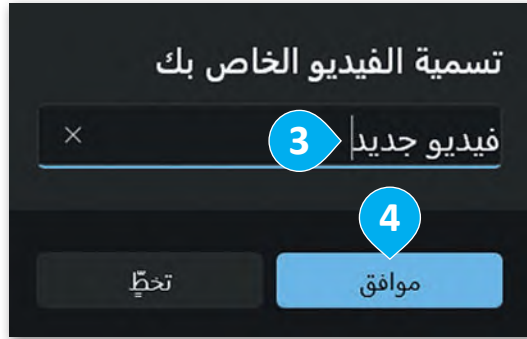 تسمية الفيديو الخاص بك
فيديو جديد 3 ×
4
موافق تخطٍّ